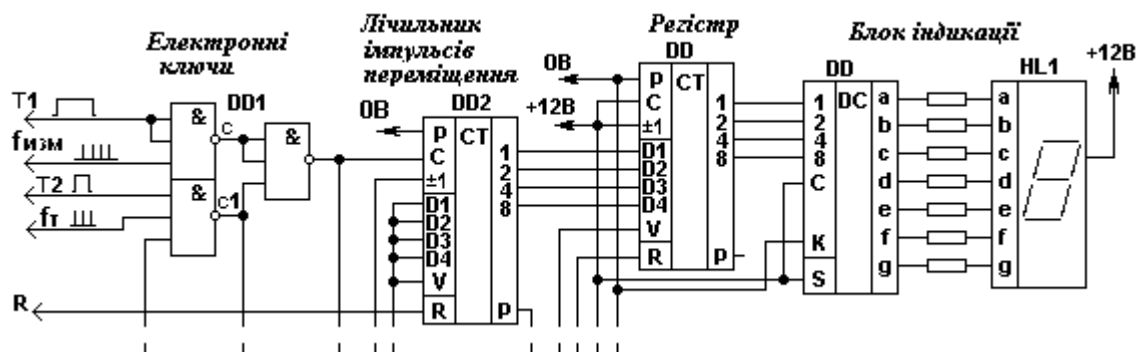 Електронні
ключи
Лічильник
імпульсів
переміщення
Регістр
Блок індикації
T1
fизм
T2
fт
R
&
&
&
DD1
c
c1
0В
DD2
P
C
±1
D1
D2
D3
D4
V
R
CT
1
2
4
8
P
0В
+12В
DD
P
C
±1
D1
D2
D3
D4
V
R
CT
1
2
4
8
P
DD
1
2
4
8
C
K
S
DC
a
b
c
d
e
f
g
HL1
a
b
c
d
e
f
g
+12В